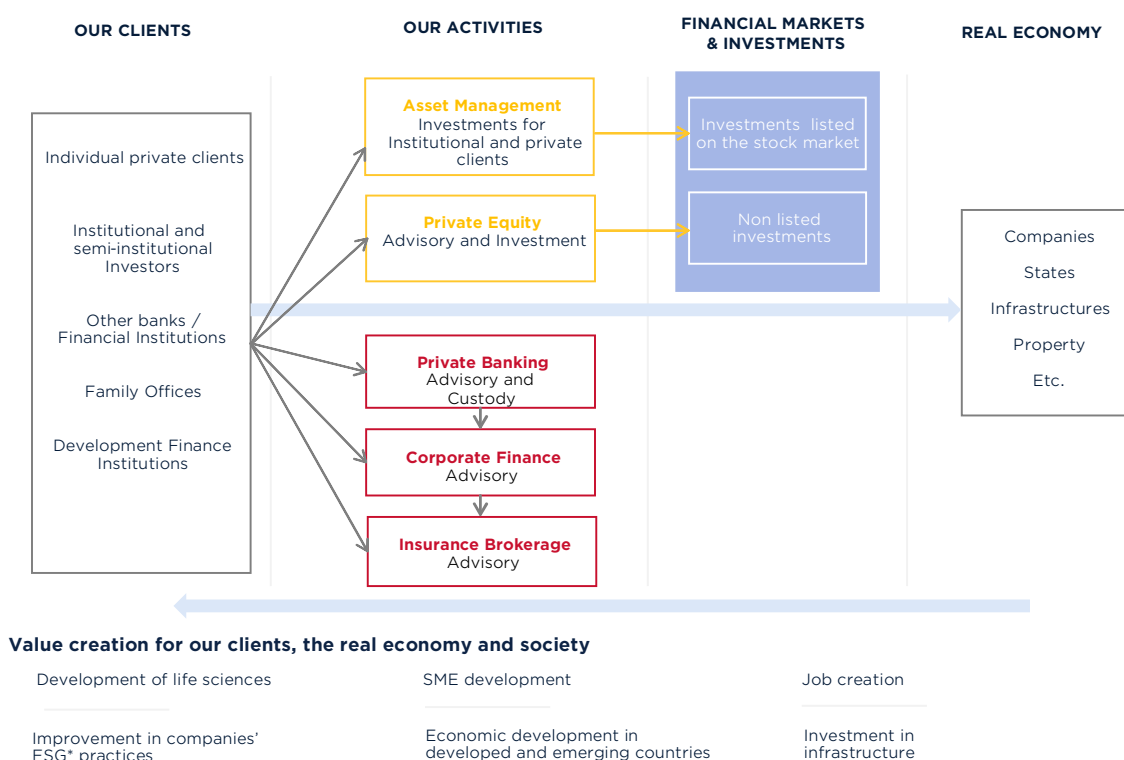 OUR CLIENTS
OUR ACTIVITIES
FINANCIAL MARKETS
& INVESTMENTS
REAL ECONOMY
Individual private clients
Institutional and
semi-institutional
Investors
Other banks /
Financial Institutions
Family Offices
Development Finance
Institutions
Asset Management
Investments for
Institutional and private
clients
Private Equity
Advisory and Investment
Private Banking
Advisory and
Custody
Corporate Finance
Advisory
Insurance Brokerage
Advisory
Investments listed
on the stock market
Non listed
investments
Companies
States
Infrastructures
Property
Etc.
Value creation for our clients, the real economy and society
Development of life sciences
SME development
Job creation
Improvement in companies’
ESG* practices
Economic development in
developed and emerging countries
Investment in
infrastructure